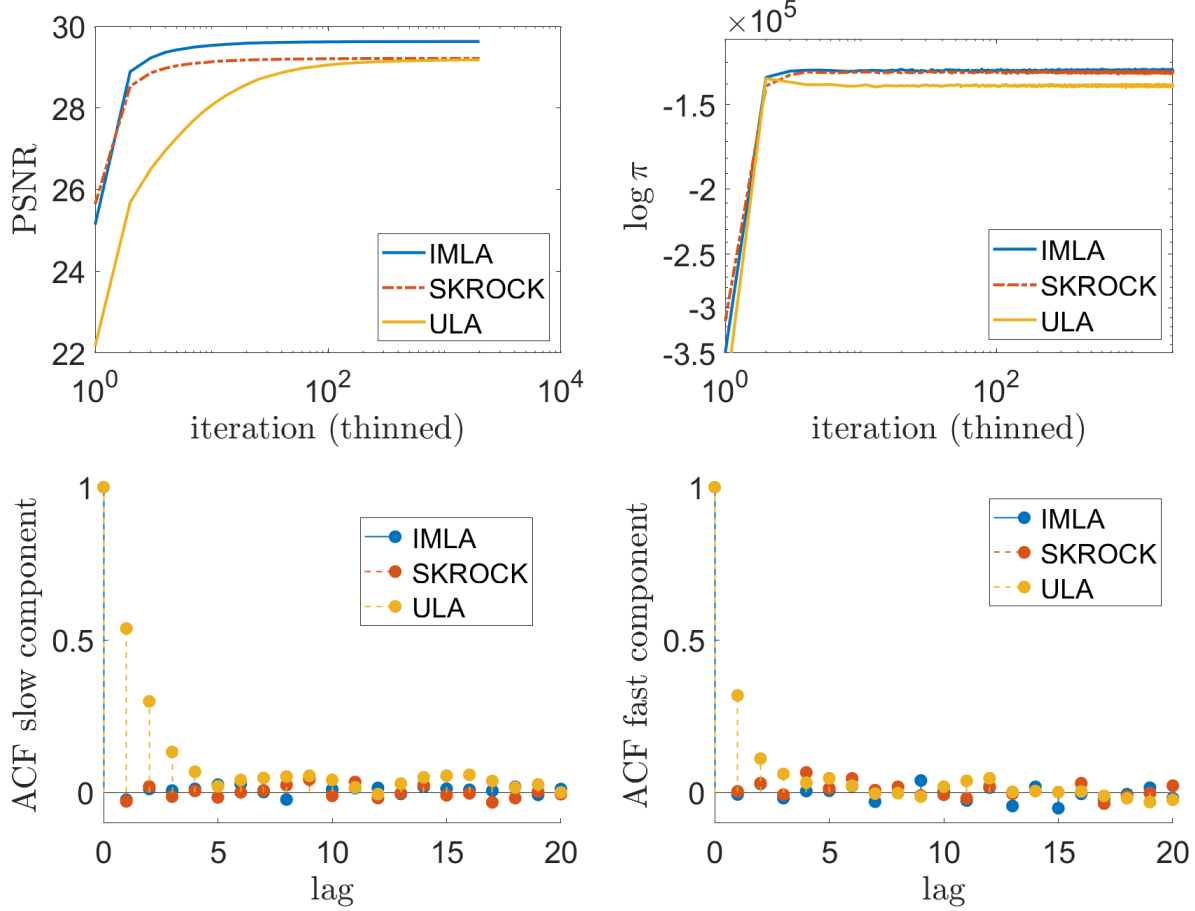 30
28
26
24
22
PSNR
10^0
10^2
10^4
iteration (thinned)
IMLA
SKROCK
ULA
×10^5
-1.5
-2
-2.5
-3
-3.5
log π
10^0
10^2
iteration (thinned)
IMLA
SKROCK
ULA
1
0.5
0
ACF slow component
0 5 10 15 20
lag
IMLA
SKROCK
ULA
1
0.5
0
ACF fast component
0 5 10 15 20
lag
IMLA
SKROCK
ULA